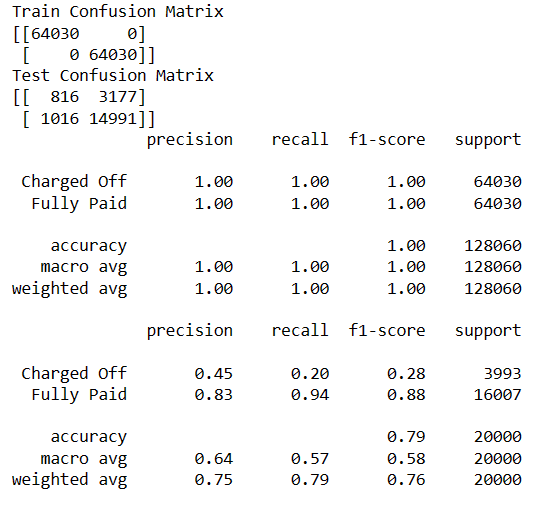 Train Confusion Matrix
[[64030     0]
 [    0 64030]]
Test Confusion Matrix
[[  816  3177]
 [ 1016 14991]]
              precision    recall  f1-score   support

 Charged Off       1.00      1.00      1.00     64030
  Fully Paid       1.00      1.00      1.00     64030

    accuracy                           1.00    128060
   macro avg       1.00      1.00      1.00    128060
weighted avg       1.00      1.00      1.00    128060

              precision    recall  f1-score   support

 Charged Off       0.45      0.20      0.28      3993
  Fully Paid       0.83      0.94      0.88     16007

    accuracy                           0.79     20000
   macro avg       0.64      0.57      0.58     20000
weighted avg       0.75      0.79      0.76     20000